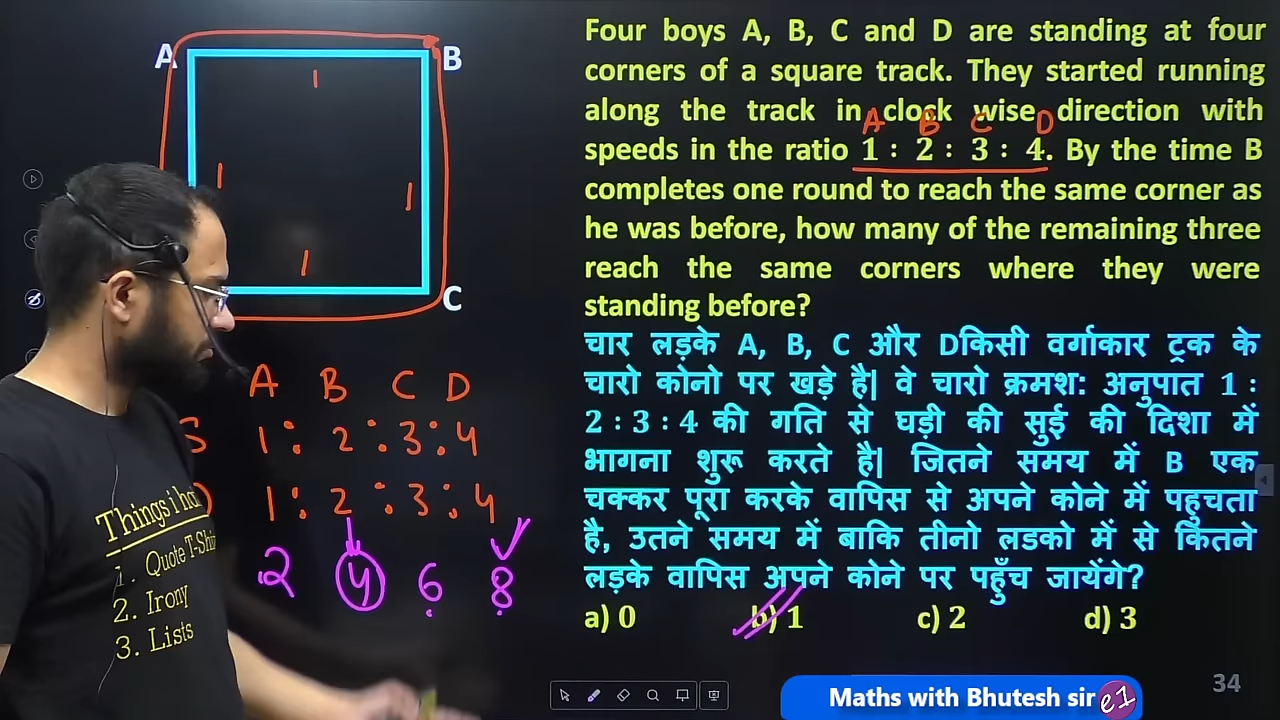 Four boys A, B, C and D are standing at four
corners of a square track. They started running
along the track in clock wise direction with
A B C D
speeds in the ratio 1 : 2 : 3 : 4. By the time B
completes one round to reach the same corner as
he was before, how many of the remaining three
reach the same corners where they were
standing before?
चार लड़के A, B, C और Dकिसी वर्गाकार ट्रक के
चारो कोनो पर खड़े है| वे चारो क्रमश: अनुपात 1 :
2 : 3 : 4 की गति से घड़ी की सुई की दिशा में
भागना शुरू करते है| जितने समय में B एक
चक्कर पूरा करके वापिस से अपने कोने में पहुचता
है, उतने समय में बाकि तीनो लडको में से कितने
लड़के वापिस अपने कोने पर पहुँच जायेंगे?
a) 0 b) 1 c) 2 d) 3
A B
1
1 1
1
C
A B C D
S 1 : 2 : 3 : 4
1 : 2 : 3 : 4
2 4 6 8
Things i ha
1. Quote T-Shi
2. Irony
3. Lists
Maths with Bhutesh sir
e1
34